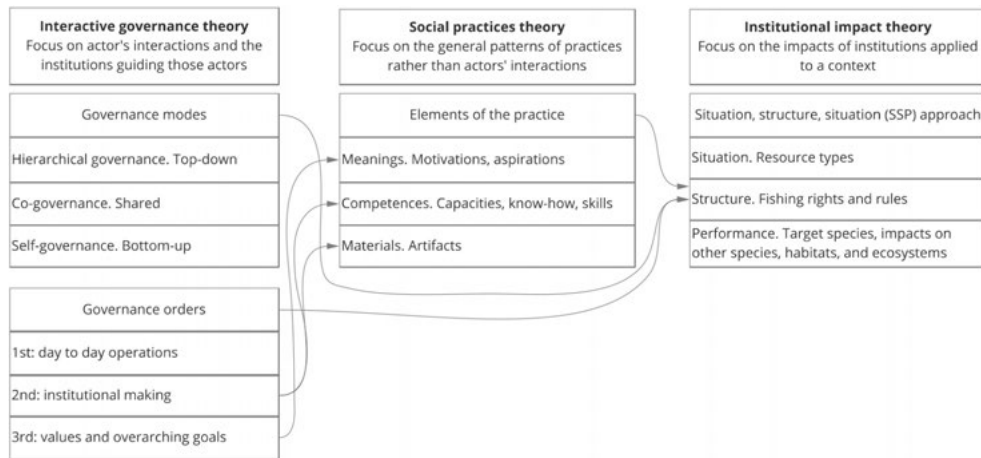 Interactive governance theory
Focus on actor's interactions and the
institutions guiding those actors
Governance modes
Hierarchical governance. Top-down
Co-governance. Shared
Self-governance. Bottom-up
Governance orders
1st: day to day operations
2nd: institutional making
3rd: values and overarching goals
Social practices theory
Focus on the general patterns of practices
rather than actors' interactions
Elements of the practice
Meanings. Motivations, aspirations
Competences. Capacities, know-how, skills
Materials. Artifacts
Institutional impact theory
Focus on the impacts of institutions applied
to a context
Situation, structure, situation (SSP) approach
Situation. Resource types
Structure. Fishing rights and rules
Performance. Target species, impacts on
other species, habitats, and ecosystems